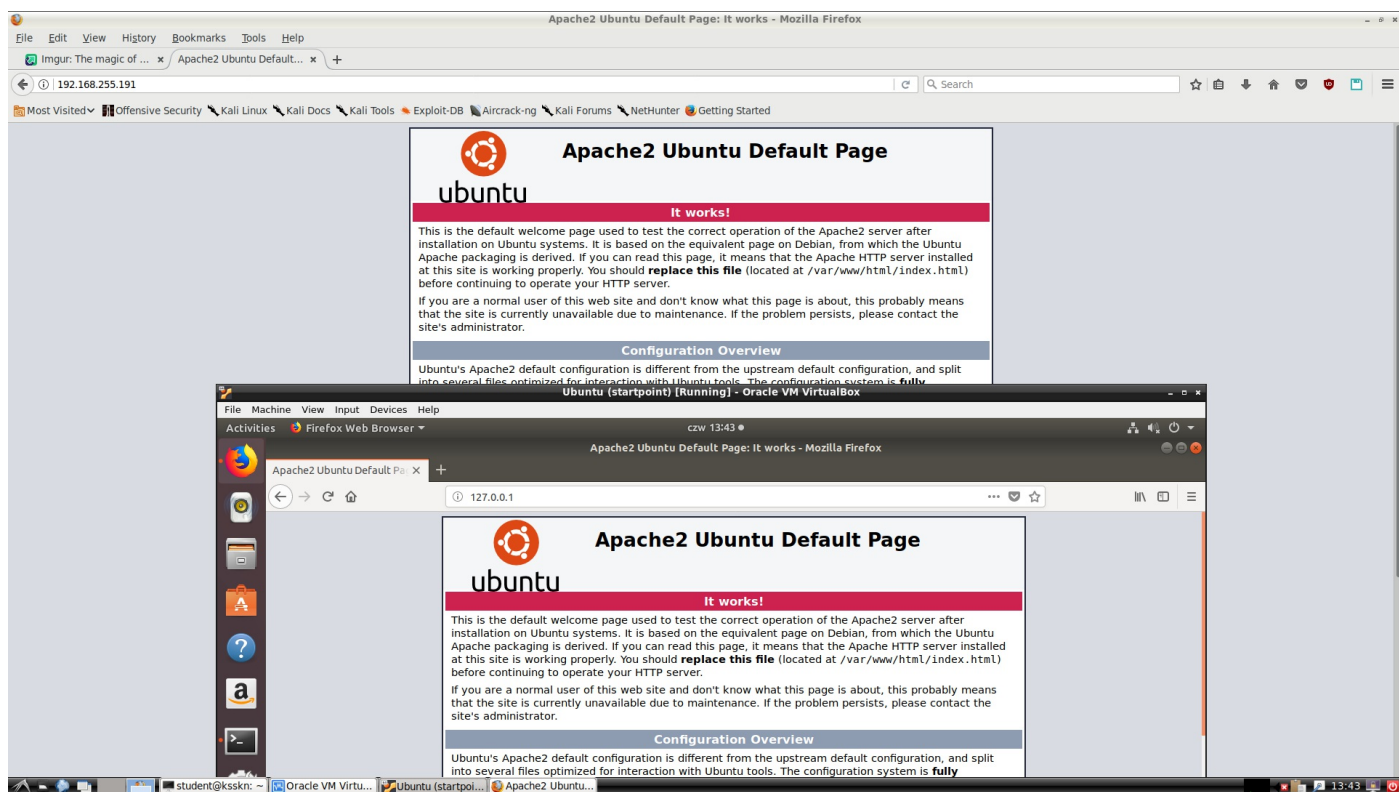 Apache2 Ubuntu Default Page: It works - Mozilla Firefox
File Edit View History Bookmarks Tools Help
Imgur: The magic of ... Apache2 Ubuntu Default...
192.168.255.191 Search
Most Visited Offensive Security Kali Linux Kali Docs Kali Tools Exploit-DB Aircrack-ng Kali Forums NetHunter Getting Started
Apache2 Ubuntu Default Page
ubuntu
It works!
This is the default welcome page used to test the correct operation of the Apache2 server after
installation on Ubuntu systems. It is based on the equivalent page on Debian, from which the Ubuntu
Apache packaging is derived. If you can read this page, it means that the Apache HTTP server installed
at this site is working properly. You should replace this file (located at /var/www/html/index.html)
before continuing to operate your HTTP server.
If you are a normal user of this web site and don't know what this page is about, this probably means
that the site is currently unavailable due to maintenance. If the problem persists, please contact the
site's administrator.
Configuration Overview
Ubuntu's Apache2 default configuration is different from the upstream default configuration, and split
into several files optimized for interaction with Ubuntu tools. The configuration system is fully
Ubuntu (startpoint) [Running] - Oracle VM VirtualBox
File Machine View Input Devices Help
Activities Firefox Web Browser czw 13:43
Apache2 Ubuntu Default Page: It works - Mozilla Firefox
Apache2 Ubuntu Default Pa
127.0.0.1
Apache2 Ubuntu Default Page
ubuntu
It works!
This is the default welcome page used to test the correct operation of the Apache2 server after
installation on Ubuntu systems. It is based on the equivalent page on Debian, from which the Ubuntu
Apache packaging is derived. If you can read this page, it means that the Apache HTTP server installed
at this site is working properly. You should replace this file (located at /var/www/html/index.html)
before continuing to operate your HTTP server.
If you are a normal user of this web site and don't know what this page is about, this probably means
that the site is currently unavailable due to maintenance. If the problem persists, please contact the
site's administrator.
Configuration Overview
Ubuntu's Apache2 default configuration is different from the upstream default configuration, and split
into several files optimized for interaction with Ubuntu tools. The configuration system is fully
student@ksskn: ~ Oracle VM Virtu... Ubuntu (startpoi... Apache2 Ubuntu... 13:43